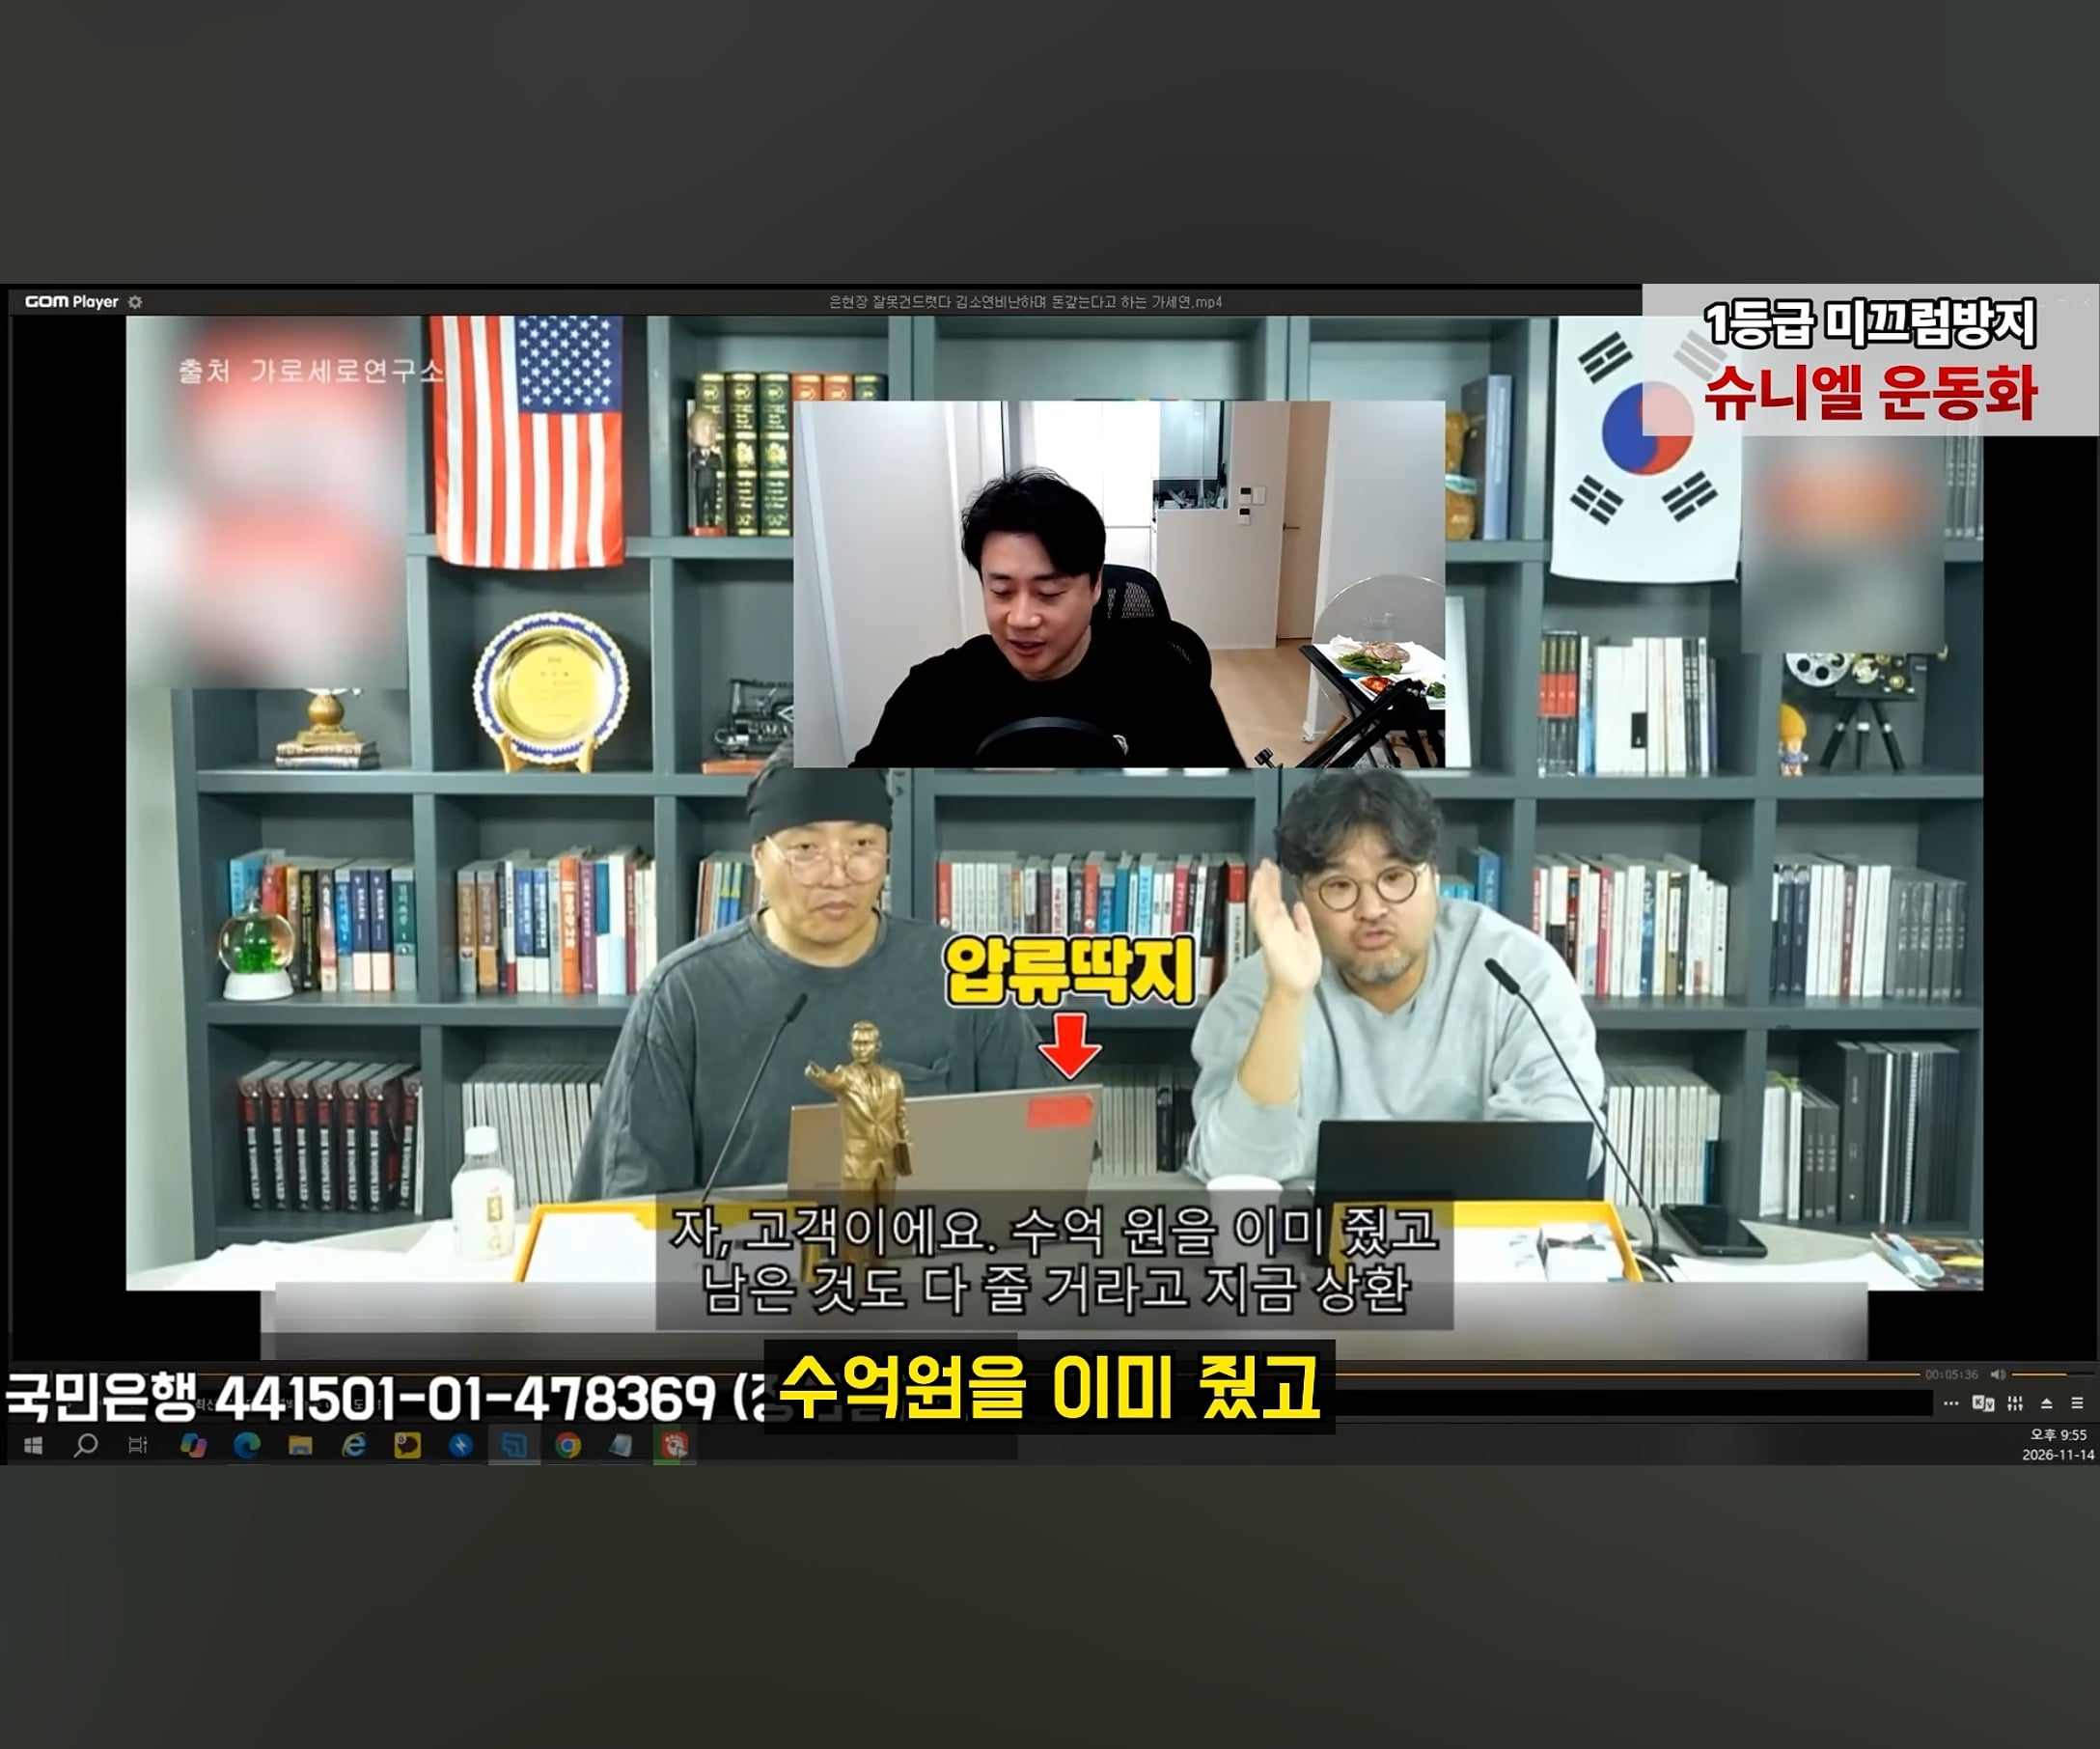 GOM Player
은현장 잘못건드렷다 김소연비난하며 돈갚는다고 하는 가세연.mp4
1등급 미끄럼방지
슈니엘 운동화
출처 가로세로연구소
압류딱지
자, 고객이에요. 수억 원을 이미 줬고
남은 것도 다 줄 거라고 지금 상환
수억원을 이미 줬고
국민은행 441501-01-478369
00:05:36
오후 9:55
2026-11-14